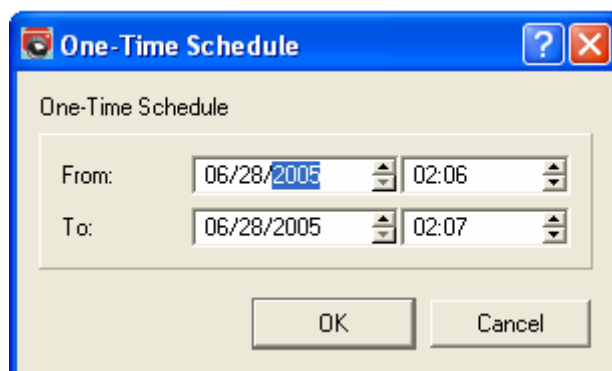 One-Time Schedule
One-Time Schedule
From: 06/28/2005 02:06
To: 06/28/2005 02:07
OK Cancel